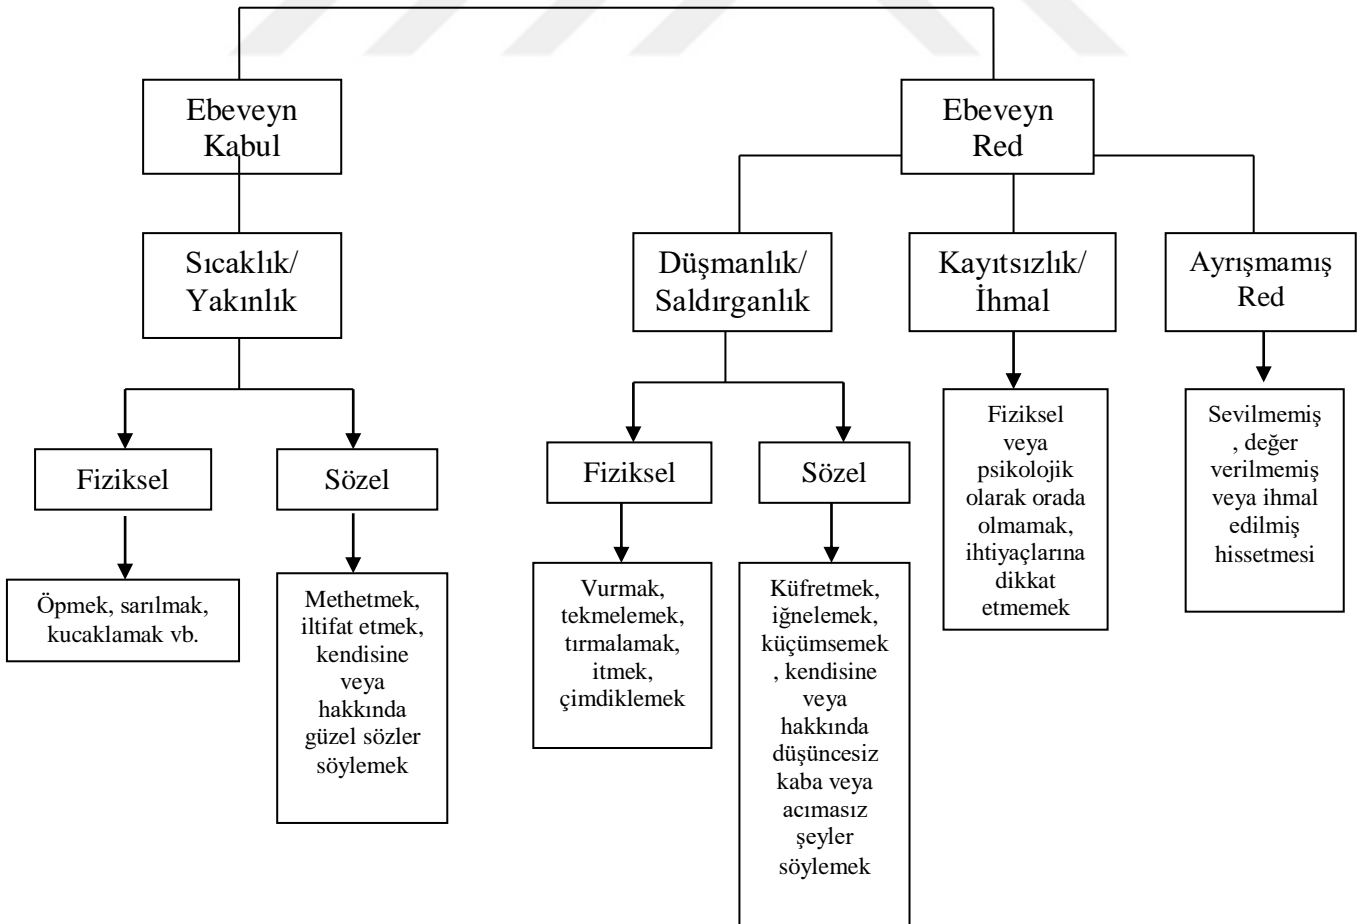 Ebeveyn
Kabul
Ebeveyn
Red
Sıcaklık/
Yakınlık
Düşmanlık/
Saldırganlık
Kayıtsızlık/
İhmal
Ayrışmamış
Red
Fiziksel
Sözel
Fiziksel
Sözel
Fiziksel
veya
psikolojik
olarak orada
olmamak,
ihtiyaçlarına
dikkat
etmemek
Sevilmemiş
, değer
verilmemiş
veya ihmal
edilmiş
hissetmesi
Öpmek, sarılmak,
kucaklamak vb.
Methetmek,
iltifat etmek,
kendisine
veya
hakkında
güzel sözler
söylemek
Vurmak,
tekmelemek,
tırmalamak,
itmek,
çimdiklemek
Küfretmek,
iğnelemek,
küçümsemek
, kendisine
veya
hakkında
düşüncesiz
kaba veya
acımasız
şeyler
söylemek